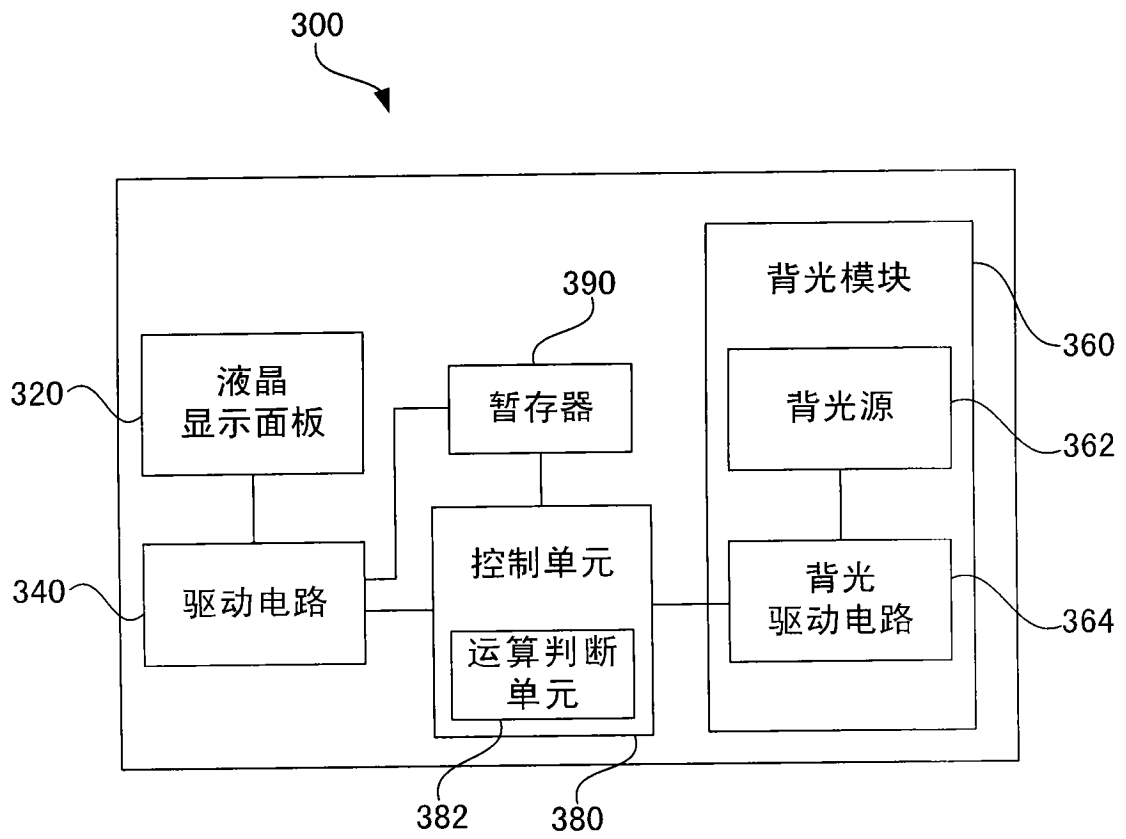 300
背光模块
390
360
液晶
显示面板
320
暂存器
背光源
362
控制单元
340
驱动电路
背光
驱动电路
364
运算判断
单元
382
380